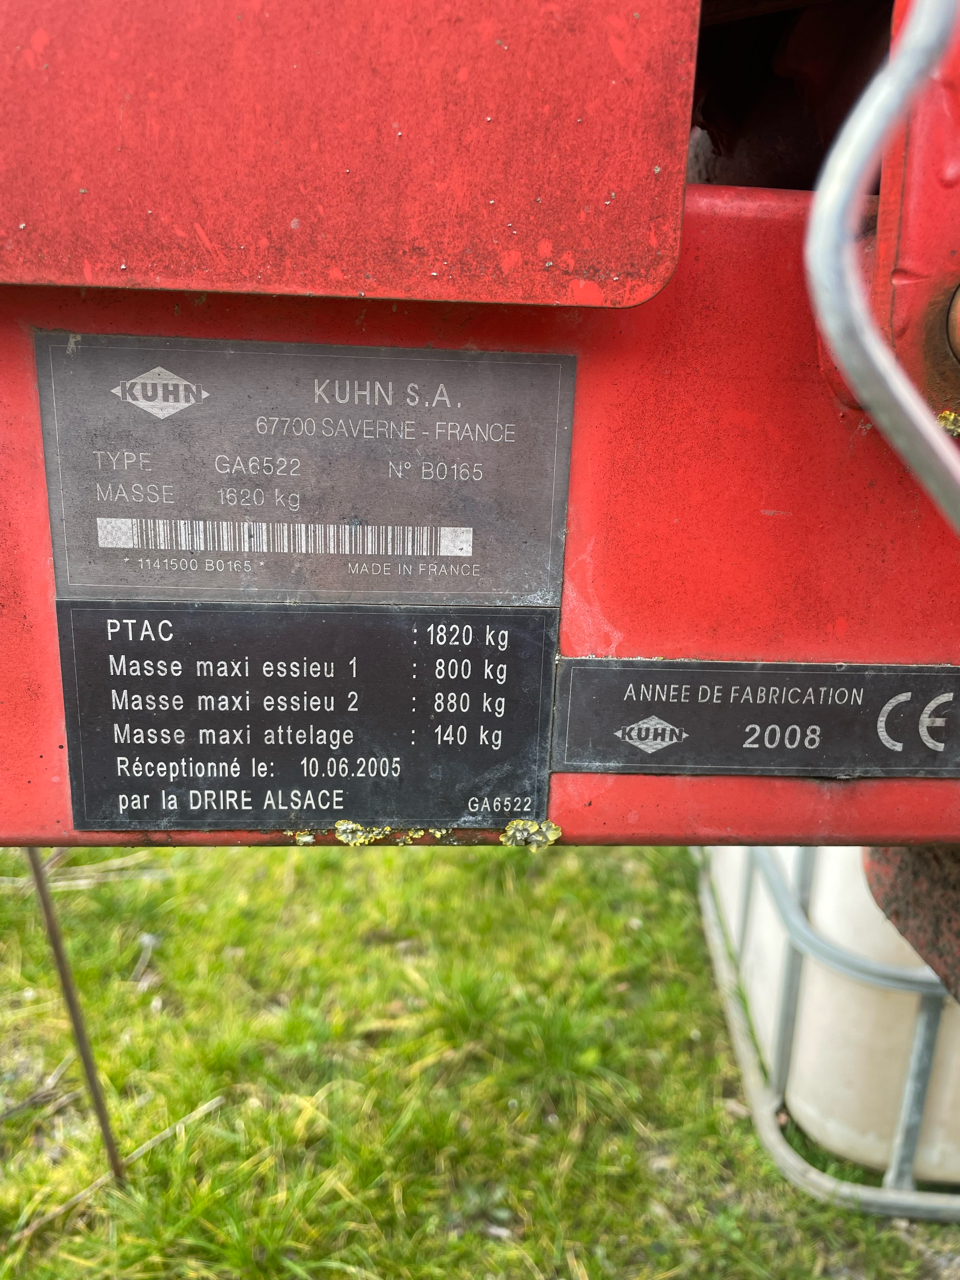 KUHN
KUHN S.A.
67700 SAVERNE - FRANCE
TYPE GA6522 N° B0165
MASSE 1620 kg
* 1141500 B0165 * MADE IN FRANCE
PTAC : 1820 kg
Masse maxi essieu 1 : 800 kg
Masse maxi essieu 2 : 880 kg
Masse maxi attelage : 140 kg
Réceptionné le: 10.06.2005
par la DRIRE ALSACE GA6522
ANNEE DE FABRICATION
KUHN 2008 CE